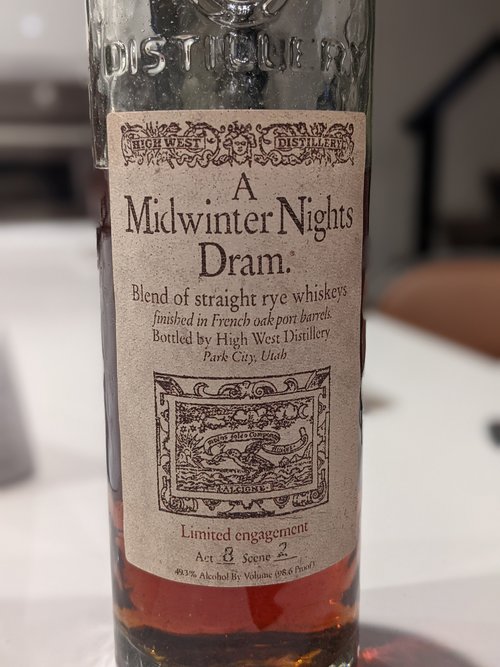 DISTILLERY
HIGH WEST DISTILLERY
A
Midwinter Nights
Dram.®
Blend of straight rye whiskeys
finished in French oak port barrels.
Bottled by High West Distillery
Park City, Utah
HALCIONE
Limited engagement
Act 8 Scene 2
49.3% Alcohol By Volume (98.6 Proof)